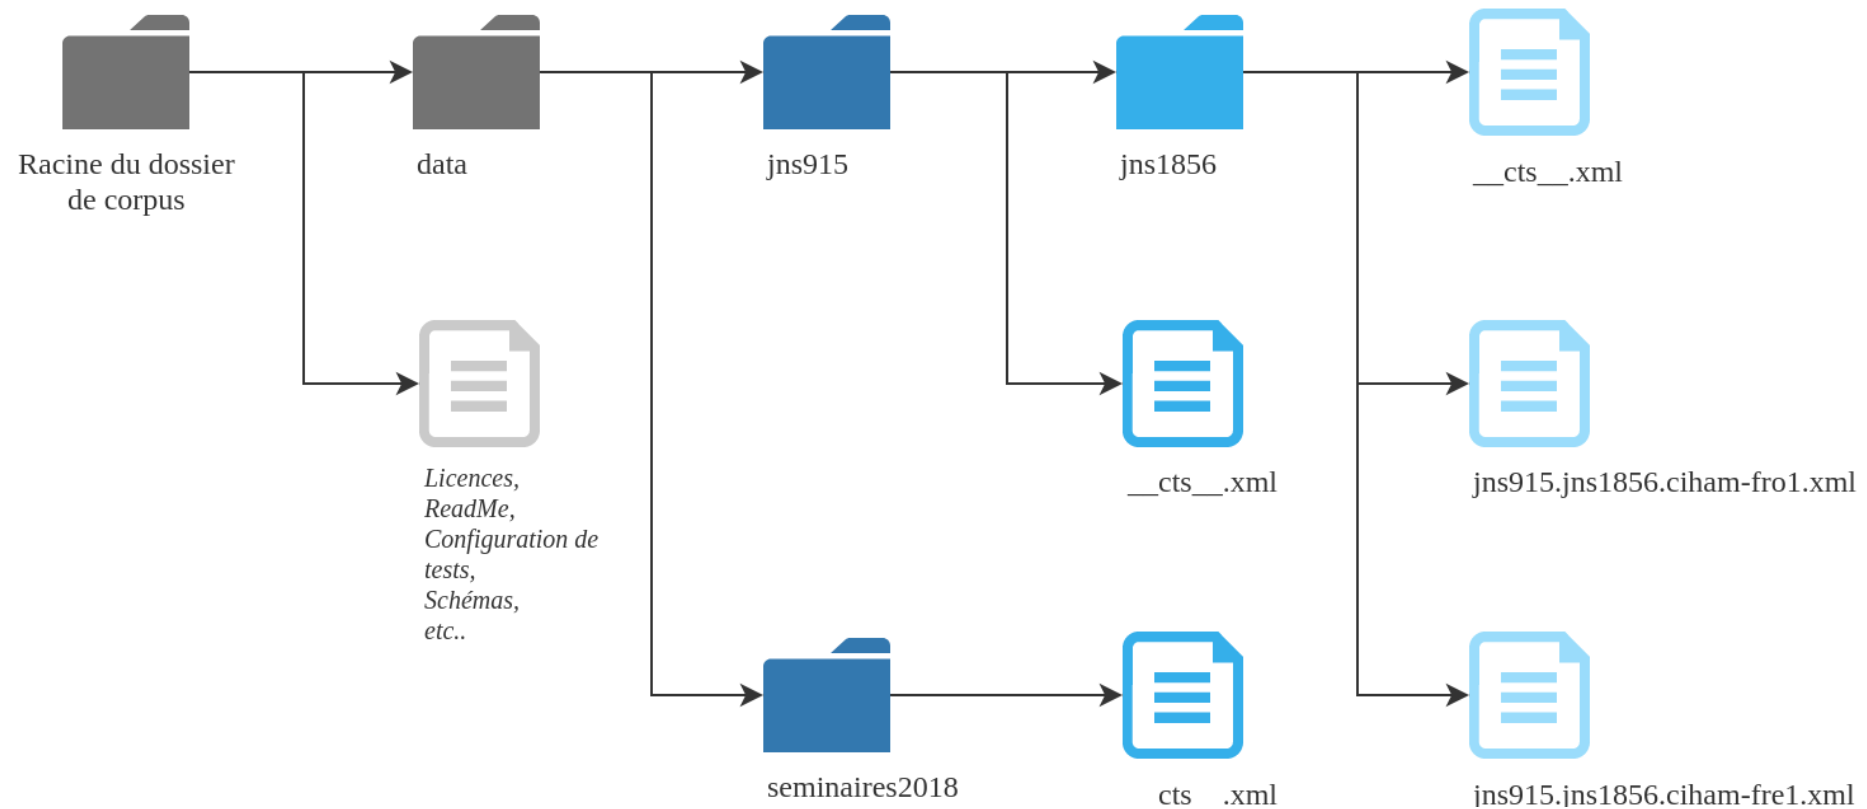 Racine du dossier
de corpus
data
jns915
jns1856
__cts__.xml
Licences,
ReadMe,
Configuration de
tests,
Schémas,
etc..
__cts__.xml
jns915.jns1856.ciham-fro1.xml
seminaires2018
cts .xml
jns915.jns1856.ciham-fre1.xml